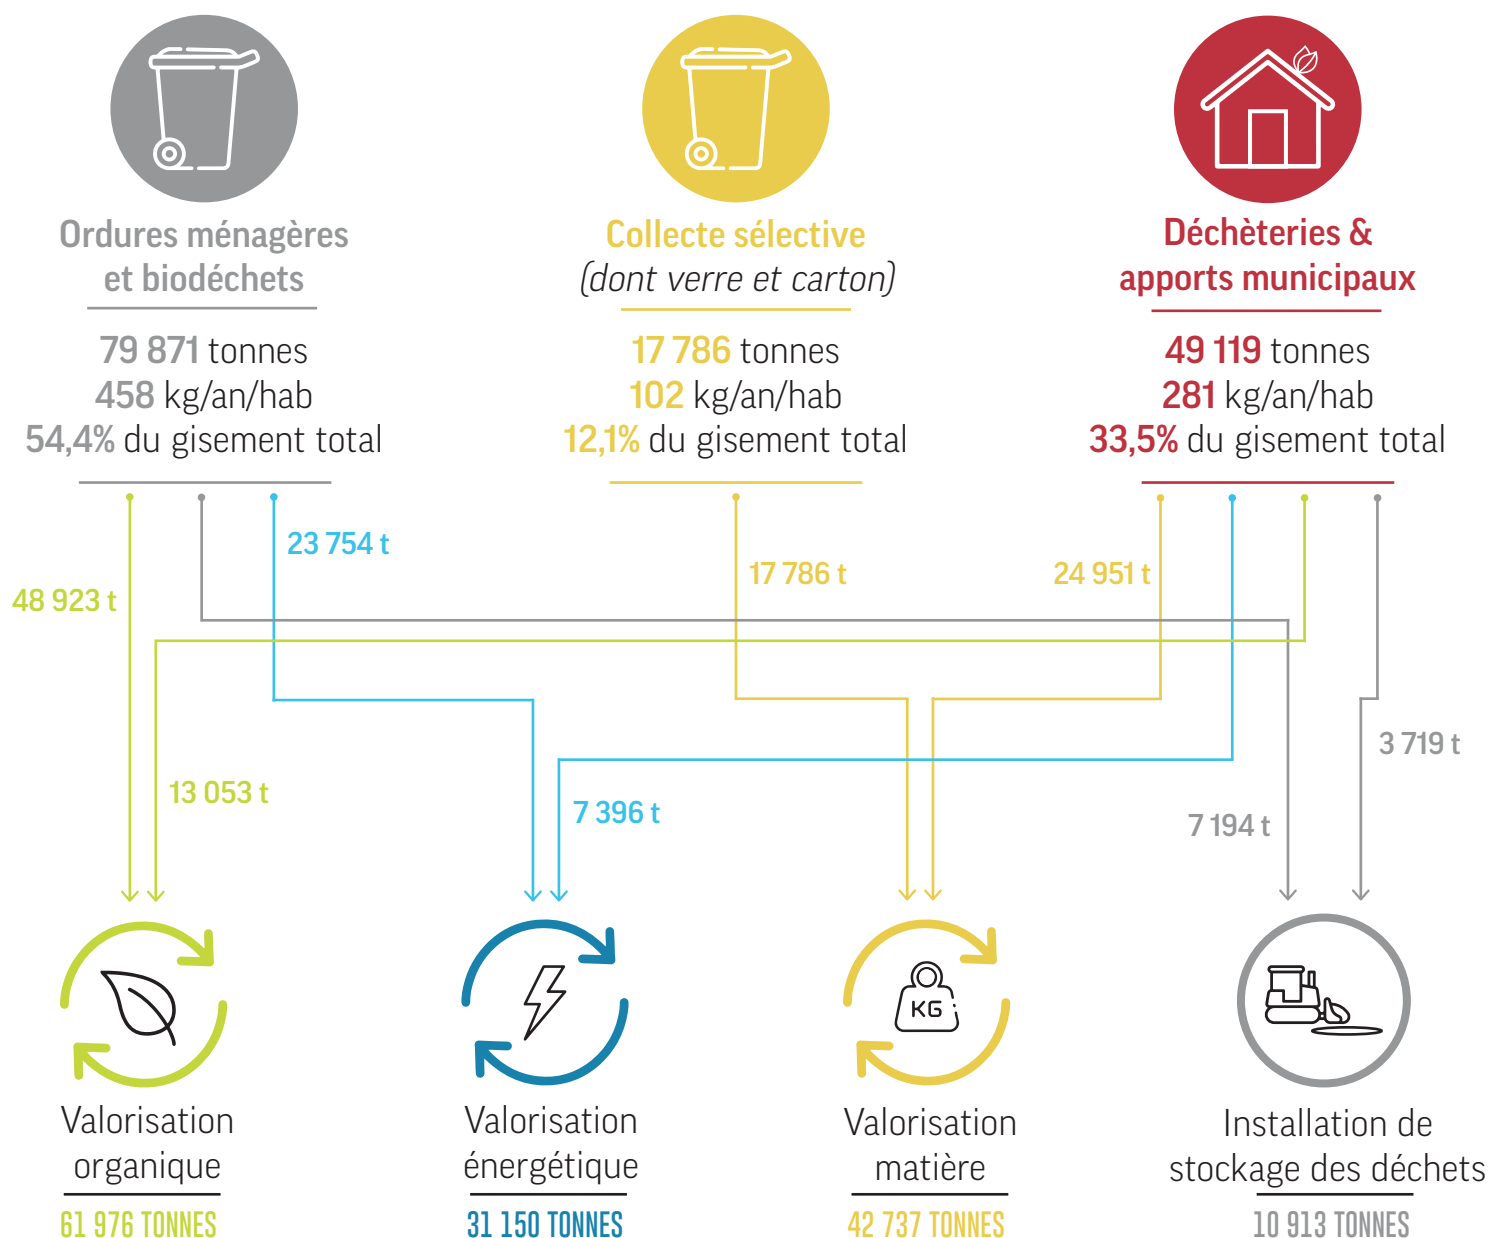 Ordures ménagères
et biodéchets
79 871 tonnes
458 kg/an/hab
54,4% du gisement total
Collecte sélective
(dont verre et carton)
17 786 tonnes
102 kg/an/hab
12,1% du gisement total
Déchèteries &
apports municipaux
49 119 tonnes
281 kg/an/hab
33,5% du gisement total
23 754 t
17 786 t
24 951 t
48 923 t
3 719 t
13 053 t
7 396 t
7 194 t
KG
Valorisation
organique
61 976 TONNES
Valorisation
énergétique
31 150 TONNES
Valorisation
matière
42 737 TONNES
Installation de
stockage des déchets
10 913 TONNES